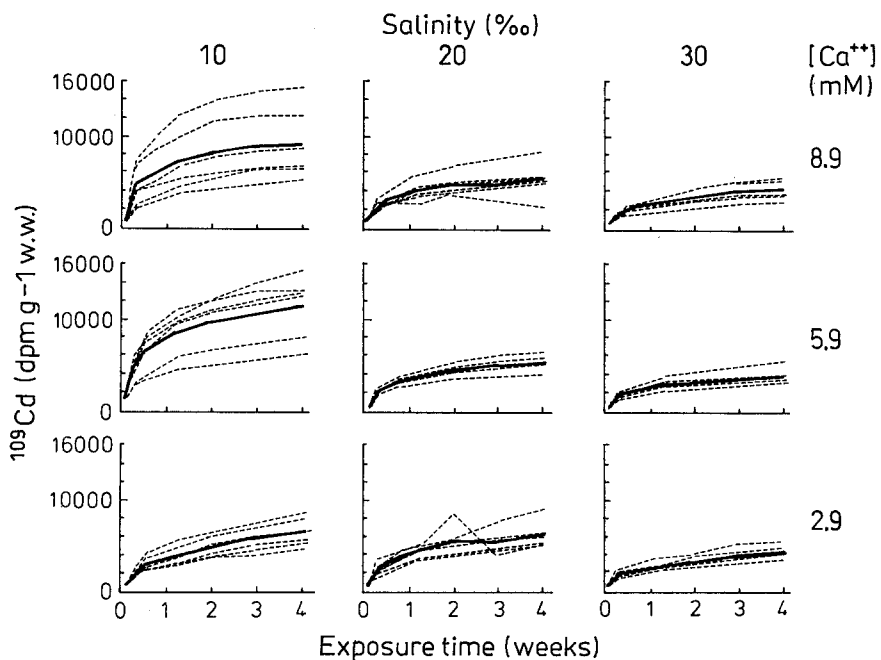 Salinity (‰)
10 20 30 [Ca⁺⁺]
(mM)
16000
10000
0
8.9
16000
10000
0
5.9
16000
10000
0
2.9
¹⁰⁹Cd (dpm g−1 w.w.)
0 1 2 3 4 0 1 2 3 4 0 1 2 3 4
Exposure time (weeks)